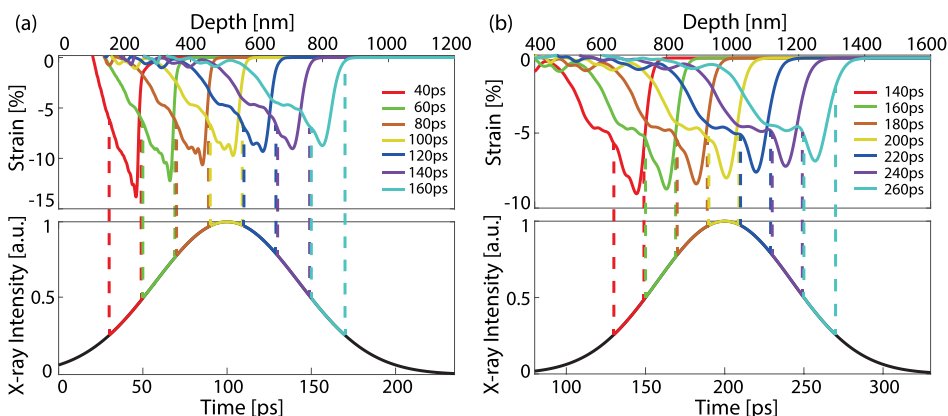 (a)
Depth [nm]
0 200 400 600 800 1000 1200
Strain [%]
0
-5
-10
-15
40ps
60ps
80ps
100ps
120ps
140ps
160ps
X-ray Intensity [a.u.]
1
0.5
0
0 50 100 150 200
Time [ps]
(b)
Depth [nm]
400 600 800 1000 1200 1400 1600
Strain [%]
0
-5
-10
140ps
160ps
180ps
200ps
220ps
240ps
260ps
X-ray Intensity [a.u.]
1
0.5
0
100 150 200 250 300
Time [ps]